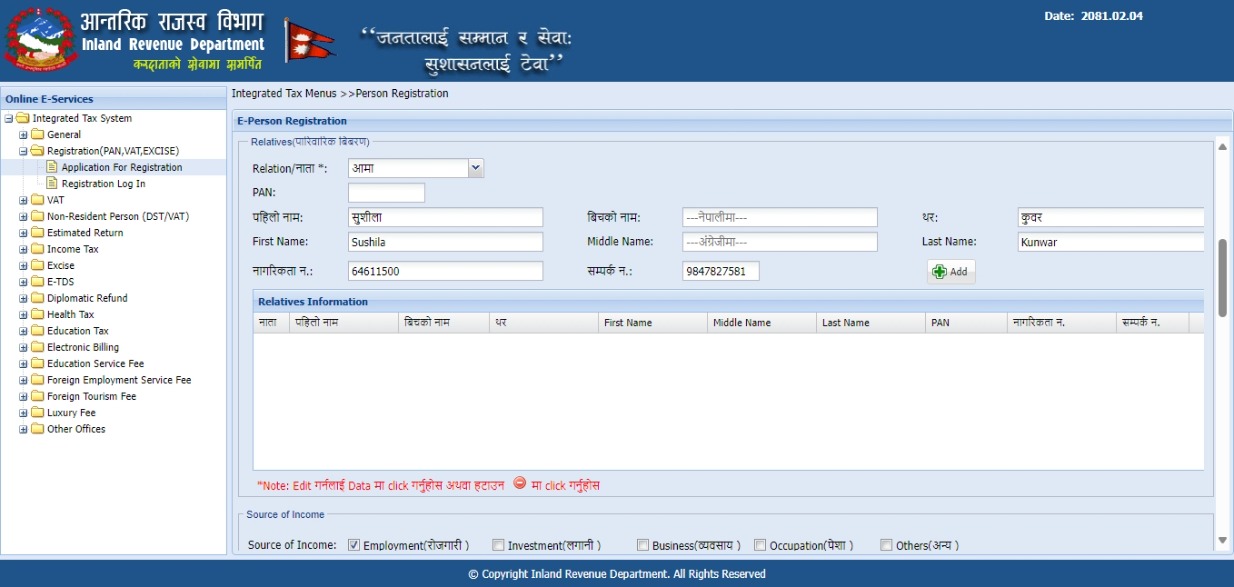 आन्तरिक राजस्व विभाग
Inland Revenue Department
करदाताको सेवामा समर्पित
“जनतालाई सम्मान र सेवा:
सुशासनलाई टेवा”
Date: 2081.02.04
Online E-Services
Integrated Tax System
General
Registration(PAN,VAT,EXCISE)
Application For Registration
Registration Log In
VAT
Non-Resident Person (DST/VAT)
Estimated Return
Income Tax
Excise
E-TDS
Diplomatic Refund
Health Tax
Education Tax
Electronic Billing
Education Service Fee
Foreign Employment Service Fee
Foreign Tourism Fee
Luxury Fee
Other Offices
Integrated Tax Menus >>Person Registration
E-Person Registration
Relatives(पारिवारिक बिबरण)
Relation/नाता *: आमा
PAN:
पहिलो नाम: सुशीला बिचको नाम: ---नेपालीमा--- थर: कुवर
First Name: Sushila Middle Name: ---अंग्रेजीमा--- Last Name: Kunwar
नागरिकता न.: 64611500 सम्पर्क न.: 9847827581 Add
Relatives Information
नाता पहिलो नाम बिचको नाम थर First Name Middle Name Last Name PAN नागरिकता न. सम्पर्क न.
*Note: Edit गर्नलाई Data मा click गर्नुहोस अथवा हटाउन मा click गर्नुहोस
Source of Income
Source of Income: Employment(रोजगारी ) Investment(लगानी ) Business(व्यवसाय ) Occupation(पेशा ) Others(अन्य )
© Copyright Inland Revenue Department. All Rights Reserved